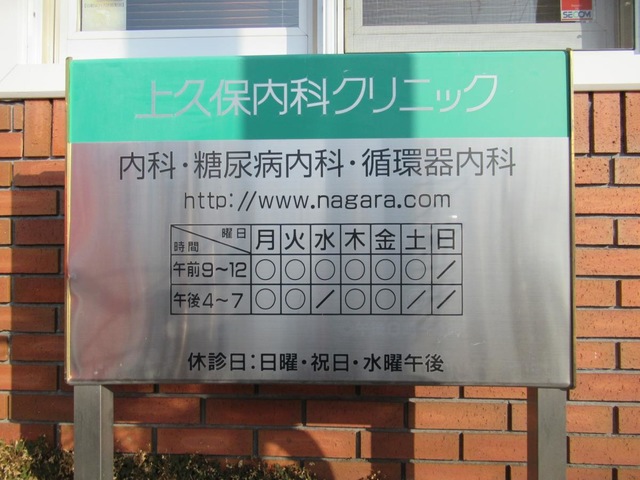 SECOM
上久保内科クリニック
内科・糖尿病内科・循環器内科
http://www.nagara.com
曜日 時間 月 火 水 木 金 土 日
午前9～12 ○ ○ ○ ○ ○ ○ /
午後4～7 ○ ○ / ○ ○ / /
休診日：日曜・祝日・水曜午後